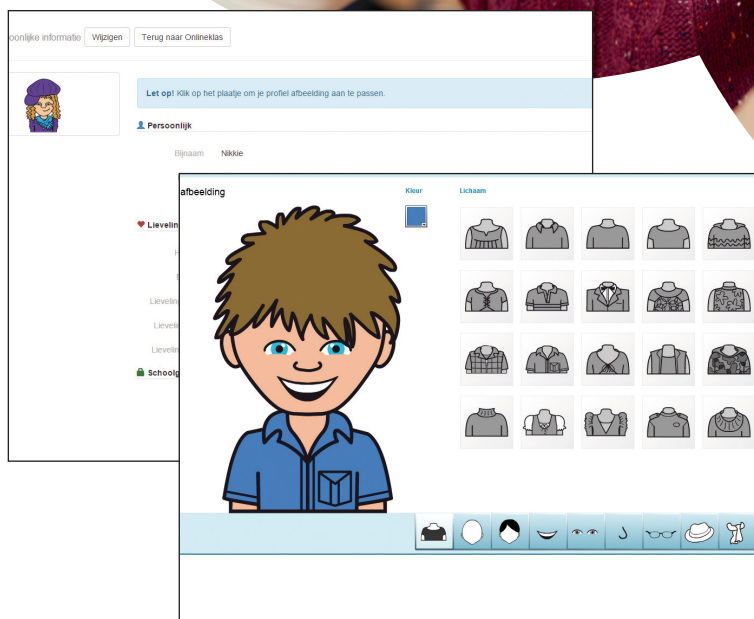 oonlijke informatie Wijzigen Terug naar Onlineklas
Let op! Klik op het plaatje om je profiel afbeelding aan te passen.
Persoonlijk
Bijnaam Nikkie
afbeelding
Kleur Lichaam
Lievelin
Lievelin
Lievelin
Lievelin
Schoolg